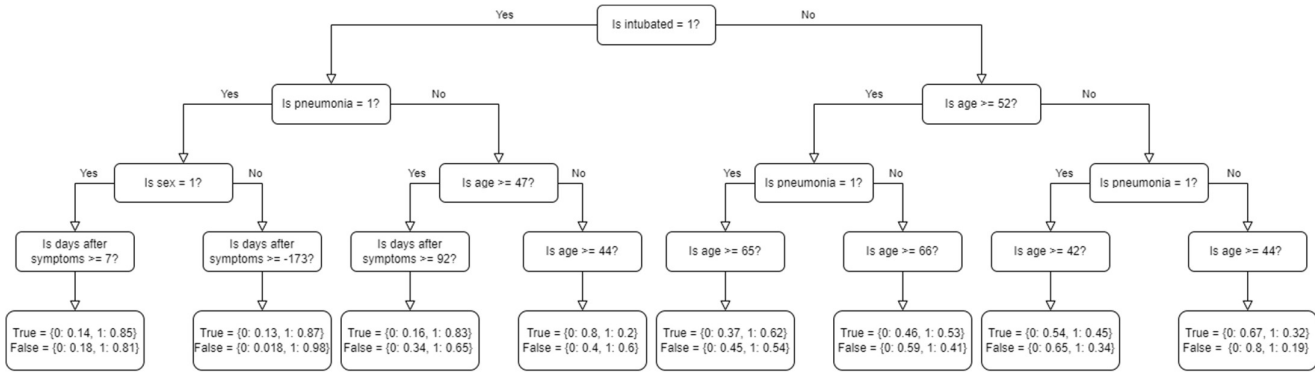 Is intubated = 1?
Yes
No
Is pneumonia = 1?
Is age >= 52?
Yes
No
Yes
No
Is sex = 1?
Is age >= 47?
Is pneumonia = 1?
Is pneumonia = 1?
Yes
No
Yes
No
Yes
No
Yes
No
Is days after
symptoms >= 7?
Is days after
symptoms >= -173?
Is days after
symptoms >= 92?
Is age >= 44?
Is age >= 65?
Is age >= 66?
Is age >= 42?
Is age >= 44?
True = {0: 0.14, 1: 0.85}
False = {0: 0.18, 1: 0.81}
True = {0: 0.13, 1: 0.87}
False = {0: 0.018, 1: 0.98}
True = {0: 0.16, 1: 0.83}
False = {0: 0.34, 1: 0.65}
True = {0: 0.8, 1: 0.2}
False = {0: 0.4, 1: 0.6}
True = {0: 0.37, 1: 0.62}
False = {0: 0.45, 1: 0.54}
True = {0: 0.46, 1: 0.53}
False = {0: 0.59, 1: 0.41}
True = {0: 0.54, 1: 0.45}
False = {0: 0.65, 1: 0.34}
True = {0: 0.67, 1: 0.32}
False = {0: 0.8, 1: 0.19}